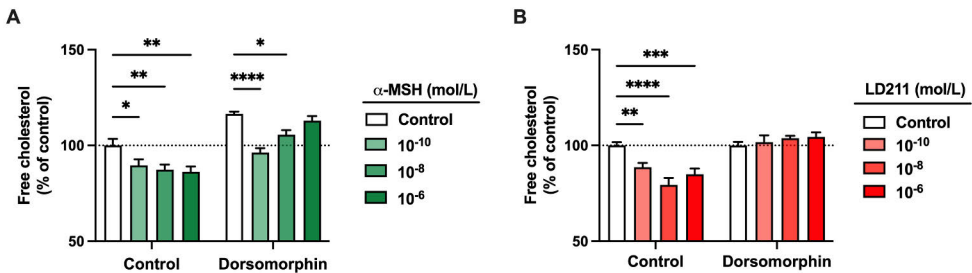 A
B
Free cholesterol
(% of control)
150
100
50
**
**
*
*
****
Control
Dorsomorphin
α-MSH (mol/L)
Control
10⁻¹⁰
10⁻⁸
10⁻⁶
Free cholesterol
(% of control)
150
100
50
***
****
**
Control
Dorsomorphin
LD211 (mol/L)
Control
10⁻¹⁰
10⁻⁸
10⁻⁶